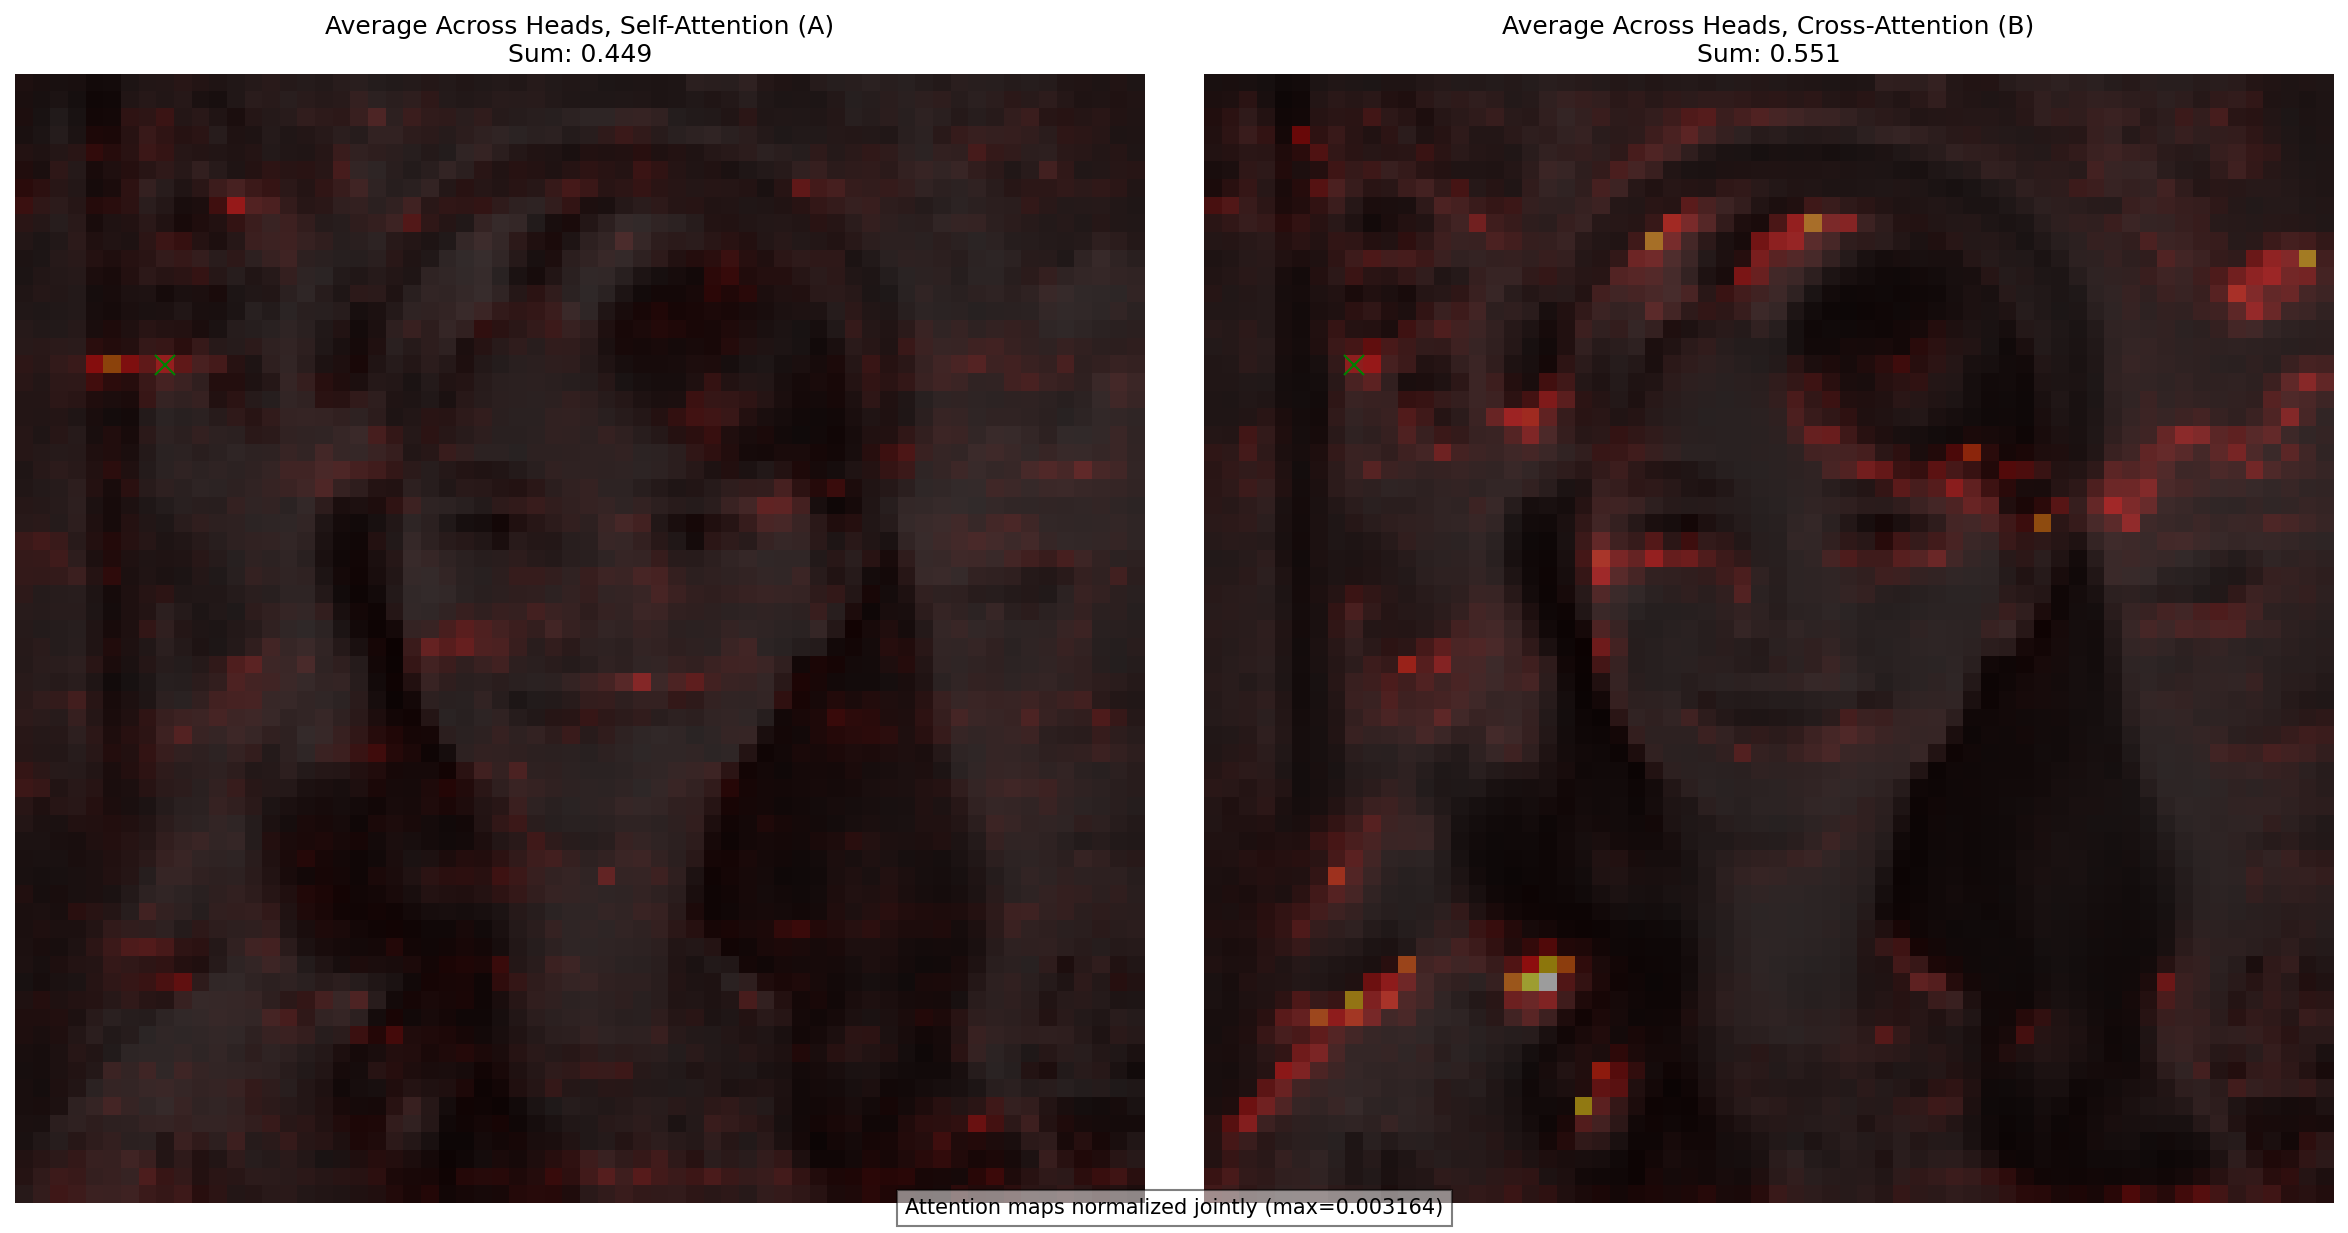 Average Across Heads, Self-Attention (A)
Sum: 0.449
Average Across Heads, Cross-Attention (B)
Sum: 0.551
Attention maps normalized jointly (max=0.003164)